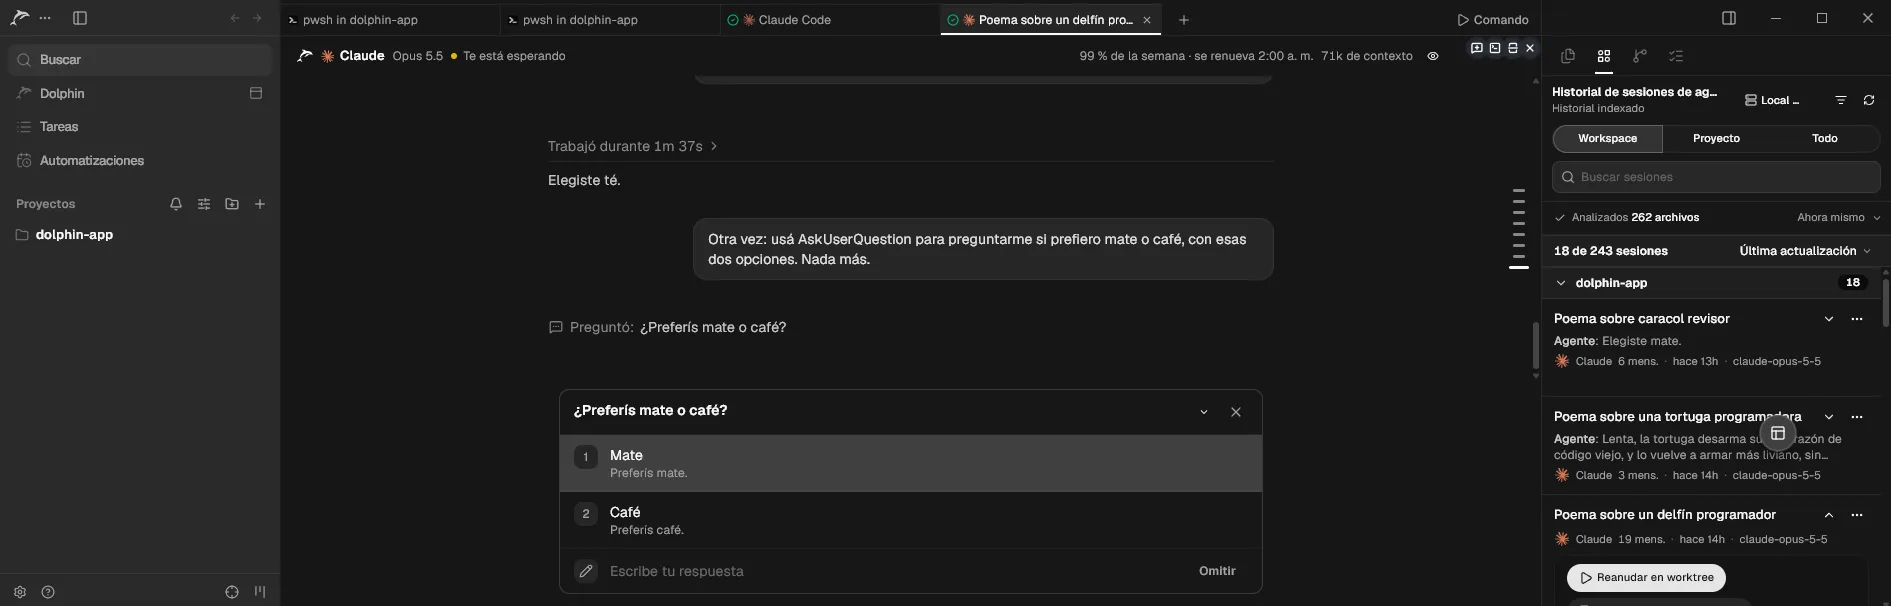 pwsh in dolphin-app
pwsh in dolphin-app
Claude Code
Poema sobre un delfín pro...
Comando
Buscar
Dolphin
Tareas
Automatizaciones
Proyectos
dolphin-app
Claude Opus 5.5 Te está esperando
99 % de la semana · se renueva 2:00 a. m. 71k de contexto
Trabajó durante 1m 37s
Elegiste té.
Otra vez: usá AskUserQuestion para preguntarme si prefiero mate o café, con esas
dos opciones. Nada más.
Preguntó: ¿Preferís mate o café?
¿Preferís mate o café?
1 Mate
Preferís mate.
2 Café
Preferís café.
Escribe tu respuesta
Omitir
Historial de sesiones de ag...
Historial indexado
Local ...
Workspace Proyecto Todo
Buscar sesiones
Analizados 262 archivos
Ahora mismo
18 de 243 sesiones
Última actualización
dolphin-app
18
Poema sobre caracol revisor
Agente: Elegiste mate.
Claude 6 mens. · hace 13h · claude-opus-5-5
Poema sobre una tortuga programadora
Agente: Lenta, la tortuga desarma su razón de
código viejo, y lo vuelve a armar más liviano, sin...
Claude 3 mens. · hace 14h · claude-opus-5-5
Poema sobre un delfín programador
Claude 19 mens. · hace 14h · claude-opus-5-5
Reanudar en worktree